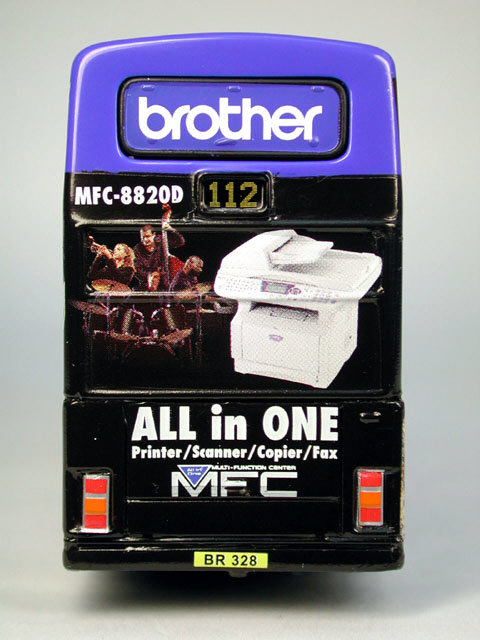 brother
MFC-8820D
112
ALL in ONE
Printer/Scanner/Copier/Fax
MULTI-FUNCTION CENTER
MFC
BR 328